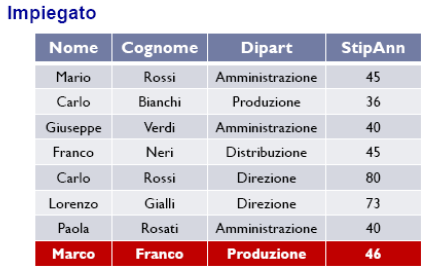 Impiegato
Nome Cognome Dipart StipAnn
Mario Rossi Amministrazione 45
Carlo Bianchi Produzione 36
Giuseppe Verdi Amministrazione 40
Franco Neri Distribuzione 45
Carlo Rossi Direzione 80
Lorenzo Gialli Direzione 73
Paola Rosati Amministrazione 40
Marco Franco Produzione 46